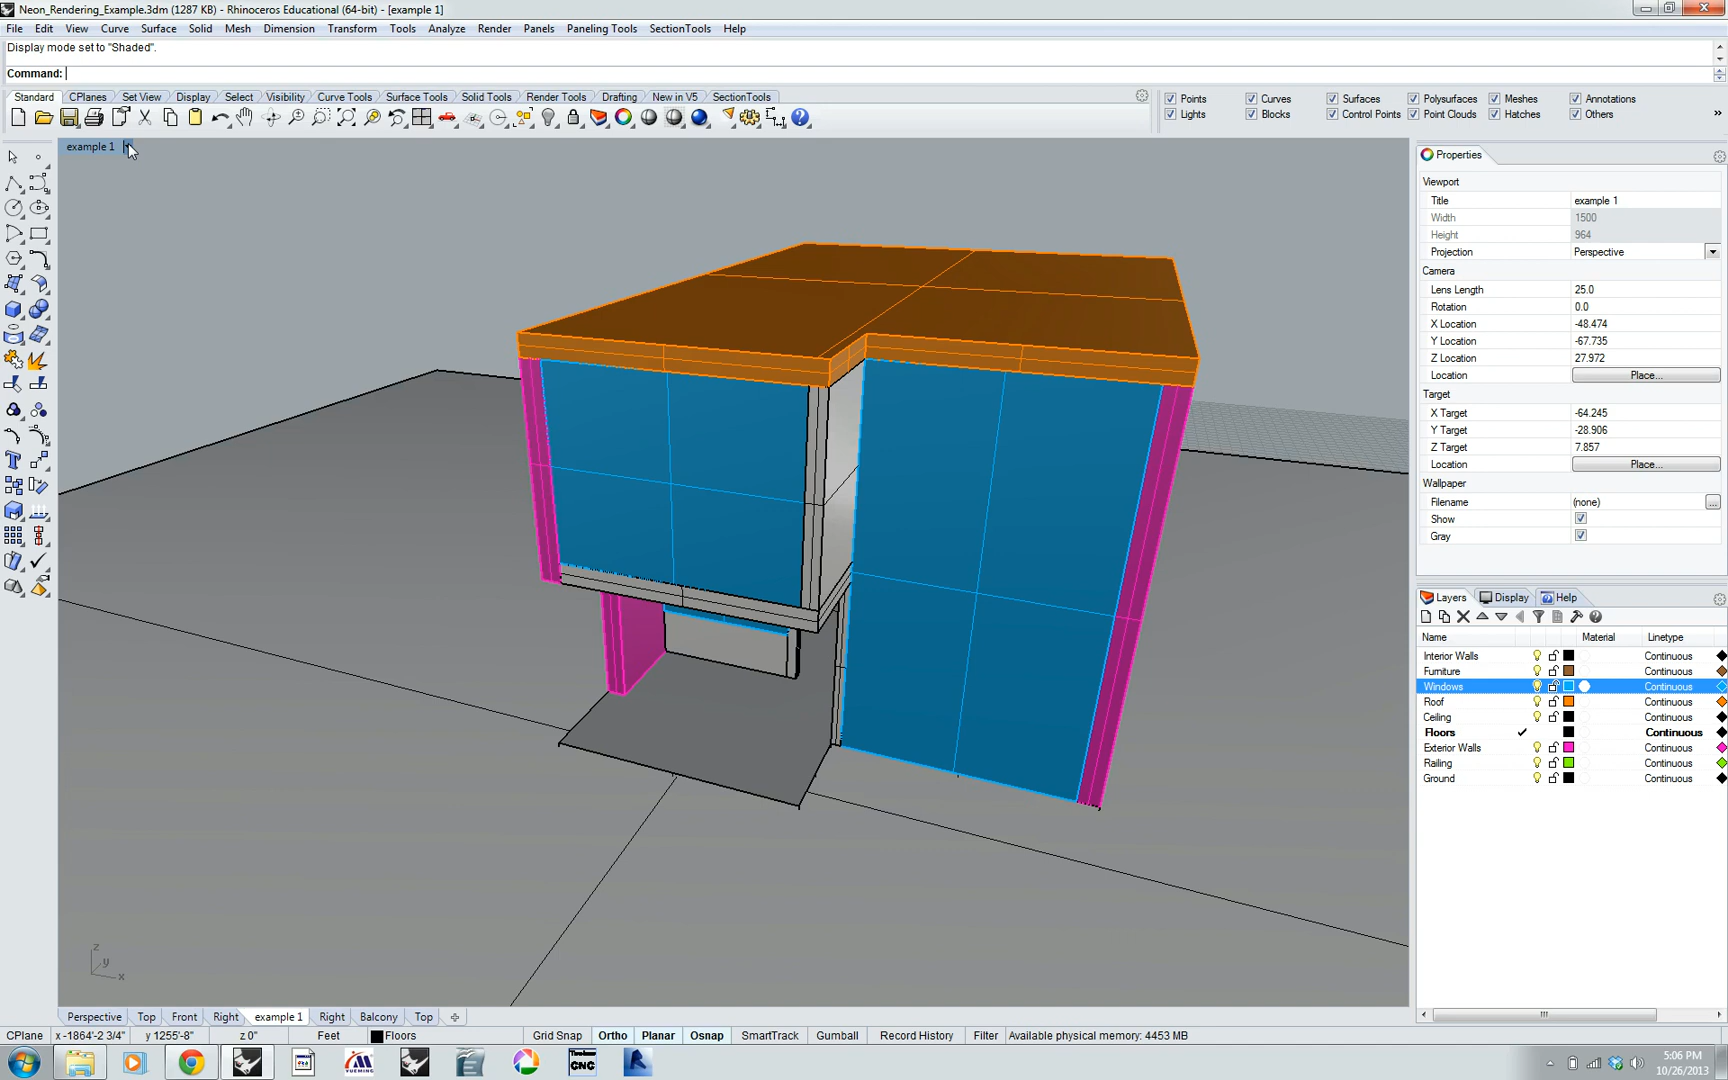 Neon_Rendering_Example.3dm (1287 KB) - Rhinoceros Educational (64-bit) - [example 1]
File Edit View Curve Surface Solid Mesh Dimension Transform Tools Analyze Render Panels Paneling Tools SectionTools Help
Display mode set to "Shaded".
Command:
Standard CPlanes Set View Display Select Visibility Curve Tools Surface Tools Solid Tools Render Tools Drafting New in V5 SectionTools
Points Curves Surfaces Polysurfaces Meshes Annotations
Lights Blocks Control Points Point Clouds Hatches Others
example 1
Properties
Viewport
Title example 1
Width 1500
Height 964
Projection Perspective
Camera
Lens Length 25.0
Rotation 0.0
X Location -48.474
Y Location -67.735
Z Location 27.972
Location Place...
Target
X Target -64.245
Y Target -28.906
Z Target 7.857
Location Place...
Wallpaper
Filename (none) ...
Show
Gray
Layers Display Help
Name Material Linetype
Interior Walls Continuous
Furniture Continuous
Windows Continuous
Roof Continuous
Ceiling Continuous
Floors Continuous
Exterior Walls Continuous
Railing Continuous
Ground Continuous
z
y
x
Perspective Top Front Right example 1 Right Balcony Top
CPlane x -1864'-2 3/4" y 1255'-8" z 0" Feet Floors Grid Snap Ortho Planar Osnap SmartTrack Gumball Record History Filter Available physical memory: 4453 MB
CNC
5:06 PM
10/26/2013